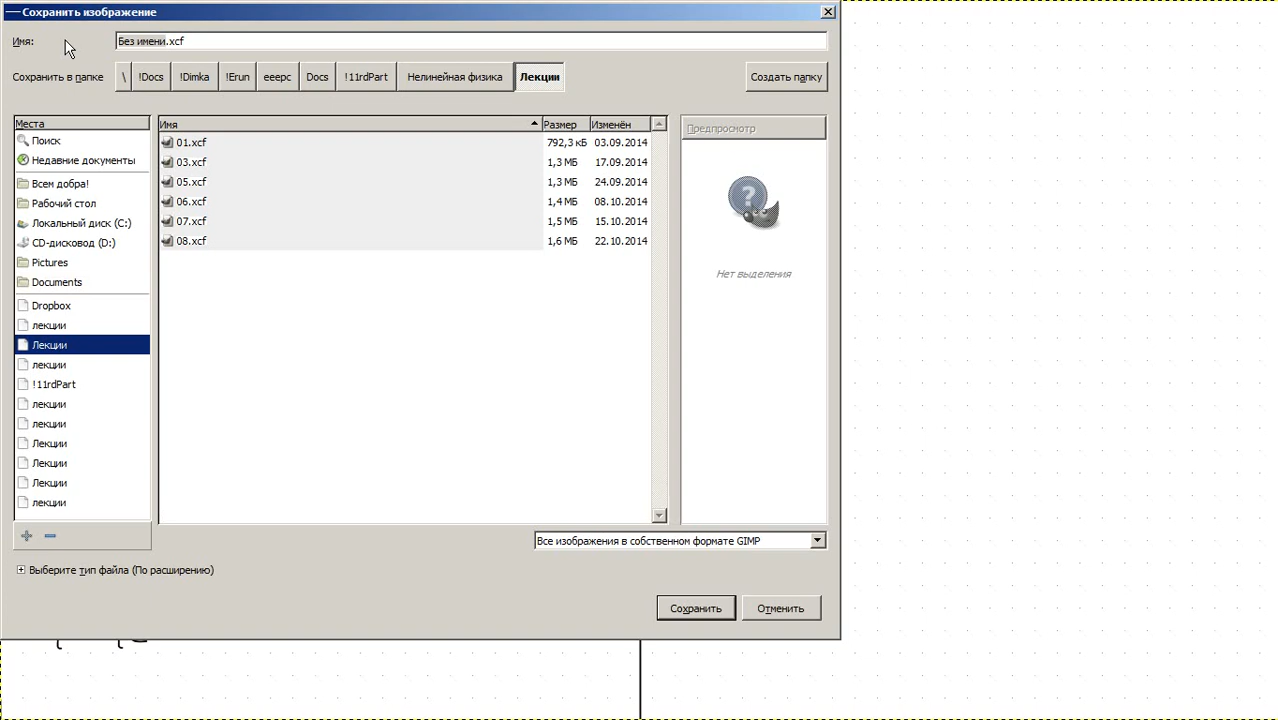 Сохранить изображение
Имя: Без имени.xcf
Сохранить в папке \ !Docs !Dimka !Erun eeepc Docs !11rdPart Нелинейная физика Лекции Создать папку
Места
Поиск
Недавние документы
Всем добра!
Рабочий стол
Локальный диск (C:)
CD-дисковод (D:)
Pictures
Documents
Dropbox
лекции
Лекции
лекции
!11rdPart
лекции
лекции
Лекции
Лекции
Лекции
лекции
Имя Размер Изменён
01.xcf 792,3 кБ 03.09.2014
03.xcf 1,3 МБ 17.09.2014
05.xcf 1,3 МБ 24.09.2014
06.xcf 1,4 МБ 08.10.2014
07.xcf 1,5 МБ 15.10.2014
08.xcf 1,6 МБ 22.10.2014
Предпросмотр
Нет выделения
Все изображения в собственном формате GIMP
Выберите тип файла (По расширению)
Сохранить Отменить